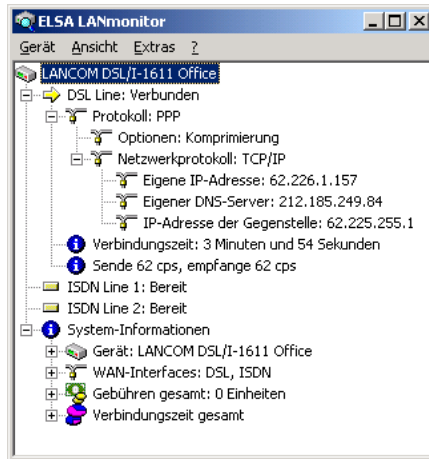 ELSA LANmonitor
Gerät Ansicht Extras ?
LANCOM DSL/I-1611 Office
DSL Line: Verbunden
Protokoll: PPP
Optionen: Komprimierung
Netzwerkprotokoll: TCP/IP
Eigene IP-Adresse: 62.226.1.157
Eigener DNS-Server: 212.185.249.84
IP-Adresse der Gegenstelle: 62.225.255.1
Verbindungszeit: 3 Minuten und 54 Sekunden
Sende 62 cps, empfange 62 cps
ISDN Line 1: Bereit
ISDN Line 2: Bereit
System-Informationen
Gerät: LANCOM DSL/I-1611 Office
WAN-Interfaces: DSL, ISDN
Gebühren gesamt: 0 Einheiten
Verbindungszeit gesamt